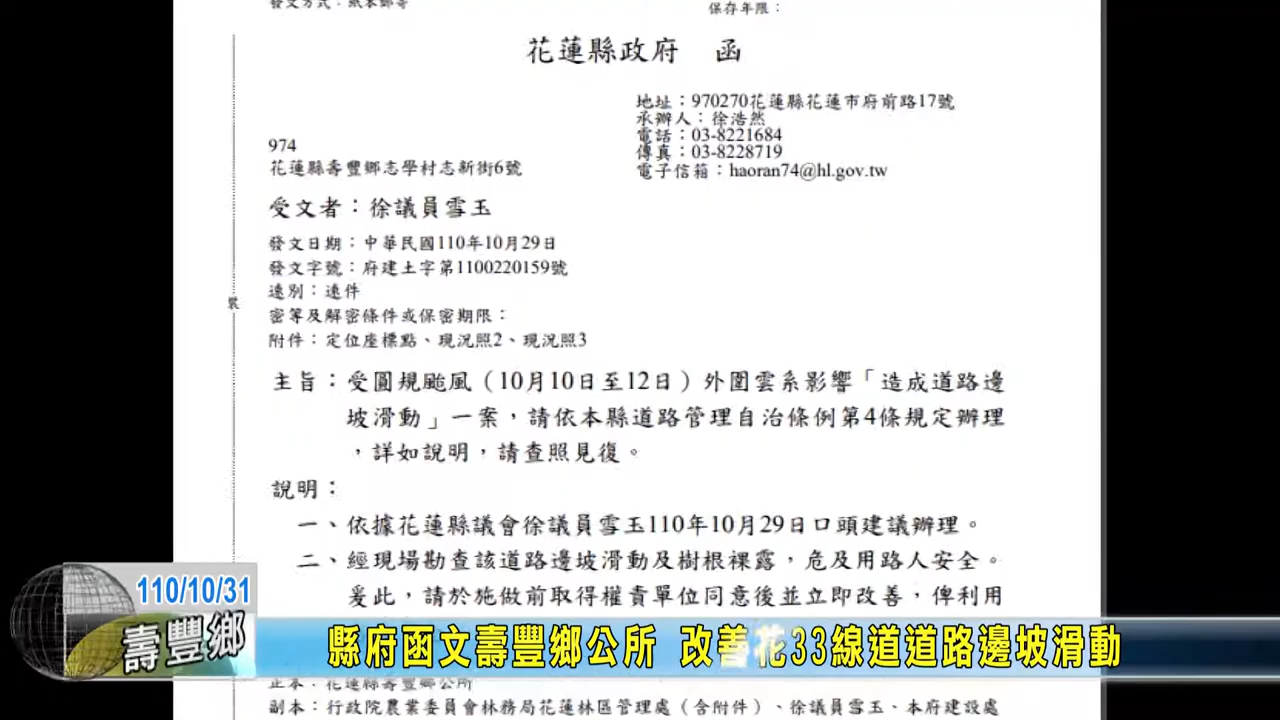 發文方式：紙本郵寄
保存年限：
花蓮縣政府　函
地址：970270花蓮縣花蓮市府前路17號
承辦人：徐浩然
電話：03-8221684
傳真：03-8228719
電子信箱：haoran74@hl.gov.tw
974
花蓮縣壽豐鄉志學村志新街6號
受文者：徐議員雪玉
發文日期：中華民國110年10月29日
發文字號：府建土字第1100220159號
速別：速件
密等及解密條件或保密期限：
附件：定位座標點、現況照2、現況照3
裝
主旨：受圓規颱風（10月10日至12日）外圍雲系影響「造成道路邊
坡滑動」一案，請依本縣道路管理自治條例第4條規定辦理
，詳如說明，請查照見復。
說明：
一、依據花蓮縣議會徐議員雪玉110年10月29日口頭建議辦理。
二、經現場勘查該道路邊坡滑動及樹根裸露，危及用路人安全。
爰此，請於施做前取得權責單位同意後並立即改善，俾利用
110/10/31
壽豐鄉
縣府函文壽豐鄉公所 改善花33線道道路邊坡滑動
正本：花蓮縣壽豐鄉公所
副本：行政院農業委員會林務局花蓮林區管理處（含附件）、徐議員雪玉、本府建設處